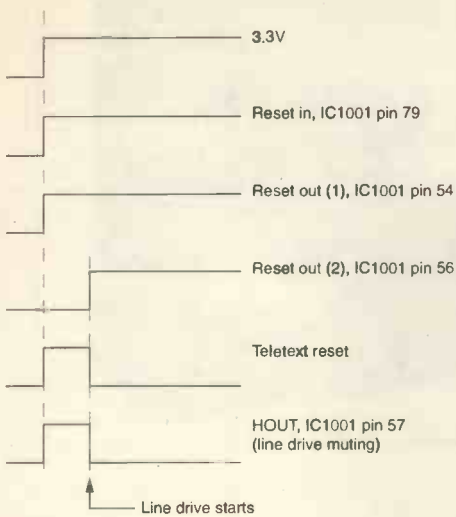 3.3V
Reset in, IC1001 pin 79
Reset out (1), IC1001 pin 54
Reset out (2), IC1001 pin 56
Teletext reset
HOUT, IC1001 pin 57
(line drive muting)
Line drive starts